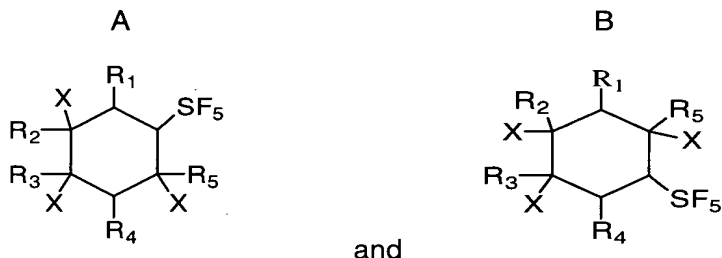 A B
R1 R1
X SF5 R2 R5
R2 X X
R3 R5 R3
X X X SF5
R4 R4
and